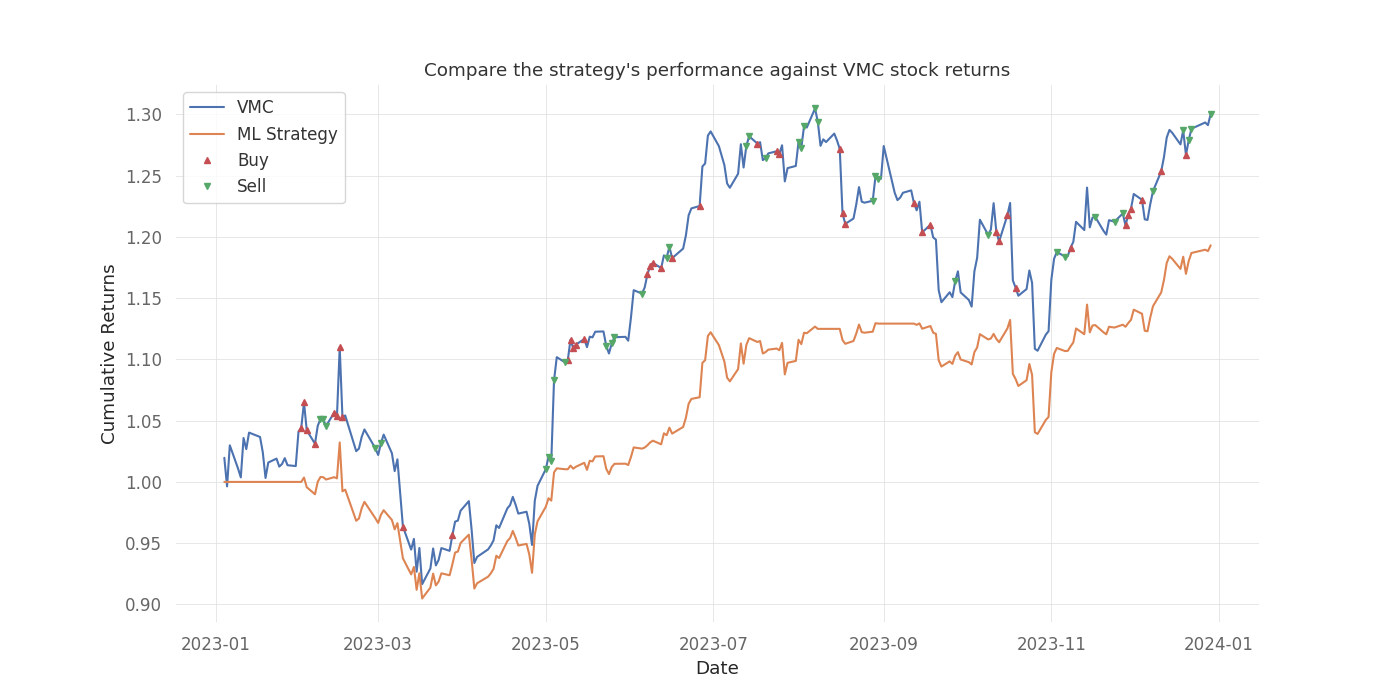 Compare the strategy's performance against VMC stock returns
VMC
ML Strategy
Buy
Sell
Cumulative Returns
1.30
1.25
1.20
1.15
1.10
1.05
1.00
0.95
0.90
2023-01
2023-03
2023-05
2023-07
2023-09
2023-11
2024-01
Date